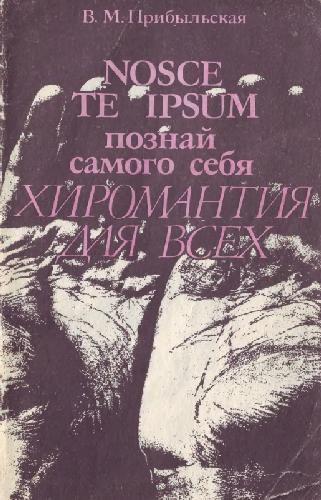 В. М. Прибыльская
NOSCE
TE IPSUM
познай
самого себя
ХИРОМАНТИЯ
ДЛЯ ВСЕХ